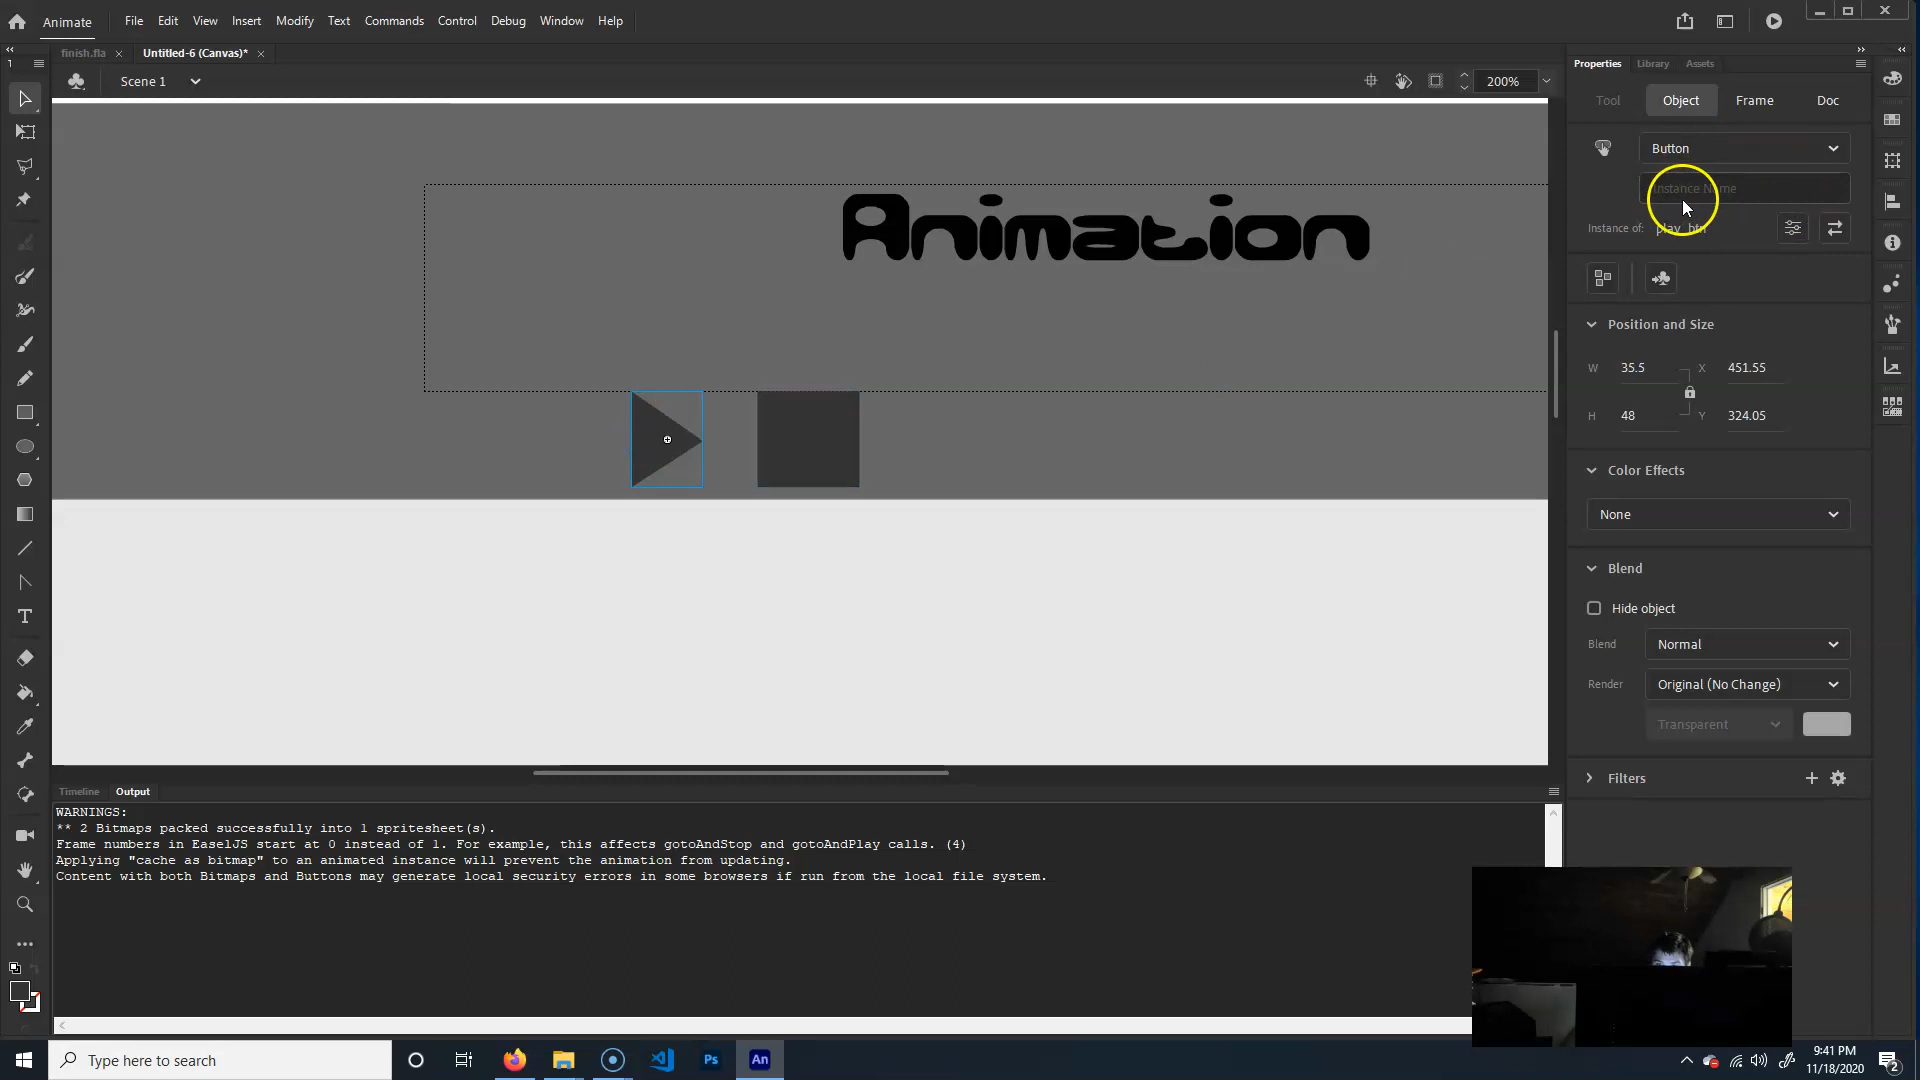 Animate File Edit View Insert Modify Text Commands Control Debug Window Help
finish.fla Untitled-6 (Canvas)*
Scene 1 200%
Animation
Properties Library Assets
Tool Object Frame Doc
Button
Instance Name
Instance of: play_btn
Position and Size
W 35.5 X 451.55
H 48 Y 324.05
Color Effects
None
Blend
Hide object
Blend Normal
Render Original (No Change)
Transparent
Filters
Timeline Output
WARNINGS:
** 2 Bitmaps packed successfully into 1 spritesheet(s).
Frame numbers in EaselJS start at 0 instead of 1. For example, this affects gotoAndStop and gotoAndPlay calls. (4)
Applying "cache as bitmap" to an animated instance will prevent the animation from updating.
Content with both Bitmaps and Buttons may generate local security errors in some browsers if run from the local file system.
Type here to search
Ps
An
9:41 PM
11/18/2020
2